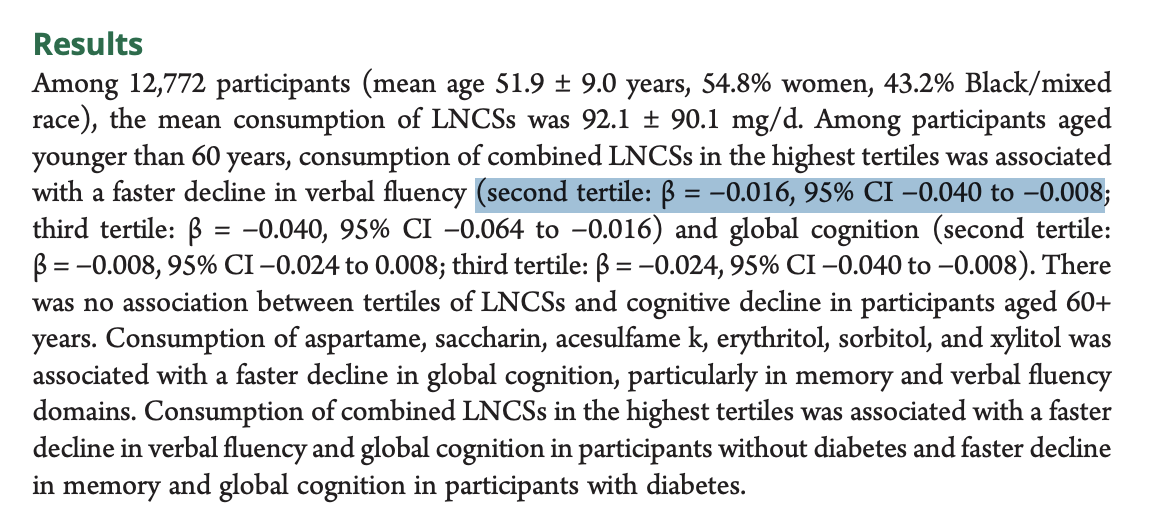 Results
Among 12,772 participants (mean age 51.9 ± 9.0 years, 54.8% women, 43.2% Black/mixed
race), the mean consumption of LNCSs was 92.1 ± 90.1 mg/d. Among participants aged
younger than 60 years, consumption of combined LNCSs in the highest tertiles was associated
with a faster decline in verbal fluency (second tertile: β = −0.016, 95% CI −0.040 to −0.008;
third tertile: β = −0.040, 95% CI −0.064 to −0.016) and global cognition (second tertile:
β = −0.008, 95% CI −0.024 to 0.008; third tertile: β = −0.024, 95% CI −0.040 to −0.008). There
was no association between tertiles of LNCSs and cognitive decline in participants aged 60+
years. Consumption of aspartame, saccharin, acesulfame k, erythritol, sorbitol, and xylitol was
associated with a faster decline in global cognition, particularly in memory and verbal fluency
domains. Consumption of combined LNCSs in the highest tertiles was associated with a faster
decline in verbal fluency and global cognition in participants without diabetes and faster decline
in memory and global cognition in participants with diabetes.